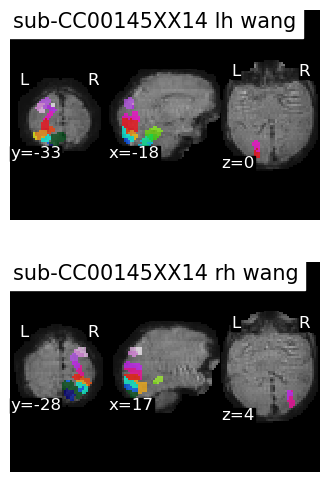 sub-CC00145XX14 lh wang
L R
L R
y=-33
x=-18
z=0
sub-CC00145XX14 rh wang
L R
L R
y=-28
x=17
z=4